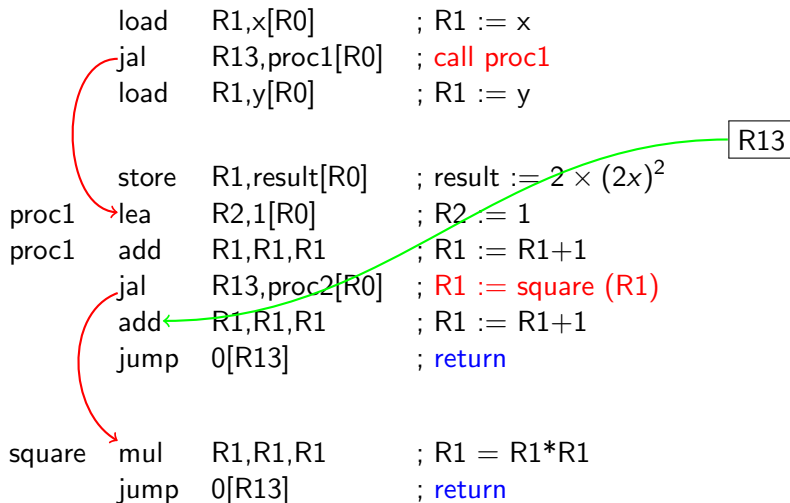 load R1,x[R0] ; R1 := x
jal R13,proc1[R0] ; call proc1
load R1,y[R0] ; R1 := y
R13
store R1,result[R0] ; result := 2 × (2x)²
proc1 lea R2,1[R0] ; R2 := 1
proc1 add R1,R1,R1 ; R1 := R1+1
jal R13,proc2[R0] ; R1 := square (R1)
add R1,R1,R1 ; R1 := R1+1
jump 0[R13] ; return
square mul R1,R1,R1 ; R1 = R1*R1
jump 0[R13] ; return